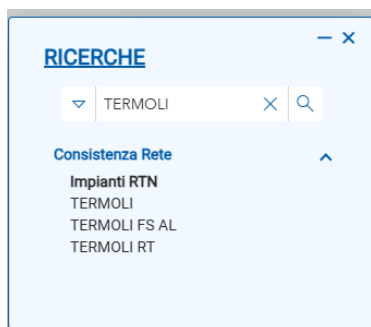 RICERCHE
TERMOLI
Consistenza Rete
Impianti RTN
TERMOLI
TERMOLI FS AL
TERMOLI RT